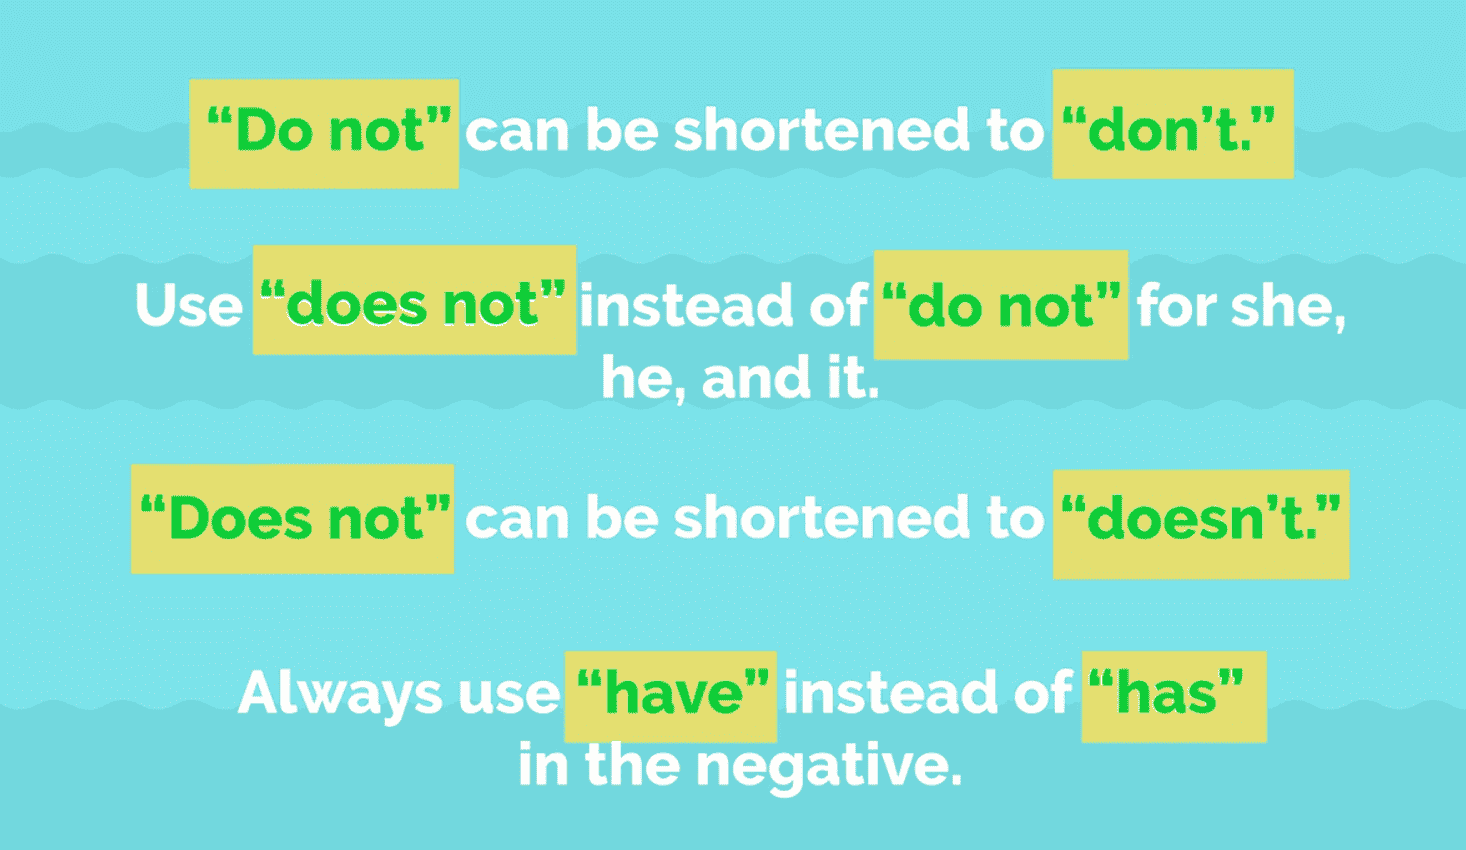 “Do not” can be shortened to “don’t.”
Use “does not” instead of “do not” for she,
he, and it.
“Does not” can be shortened to “doesn’t.”
Always use “have” instead of “has”
in the negative.